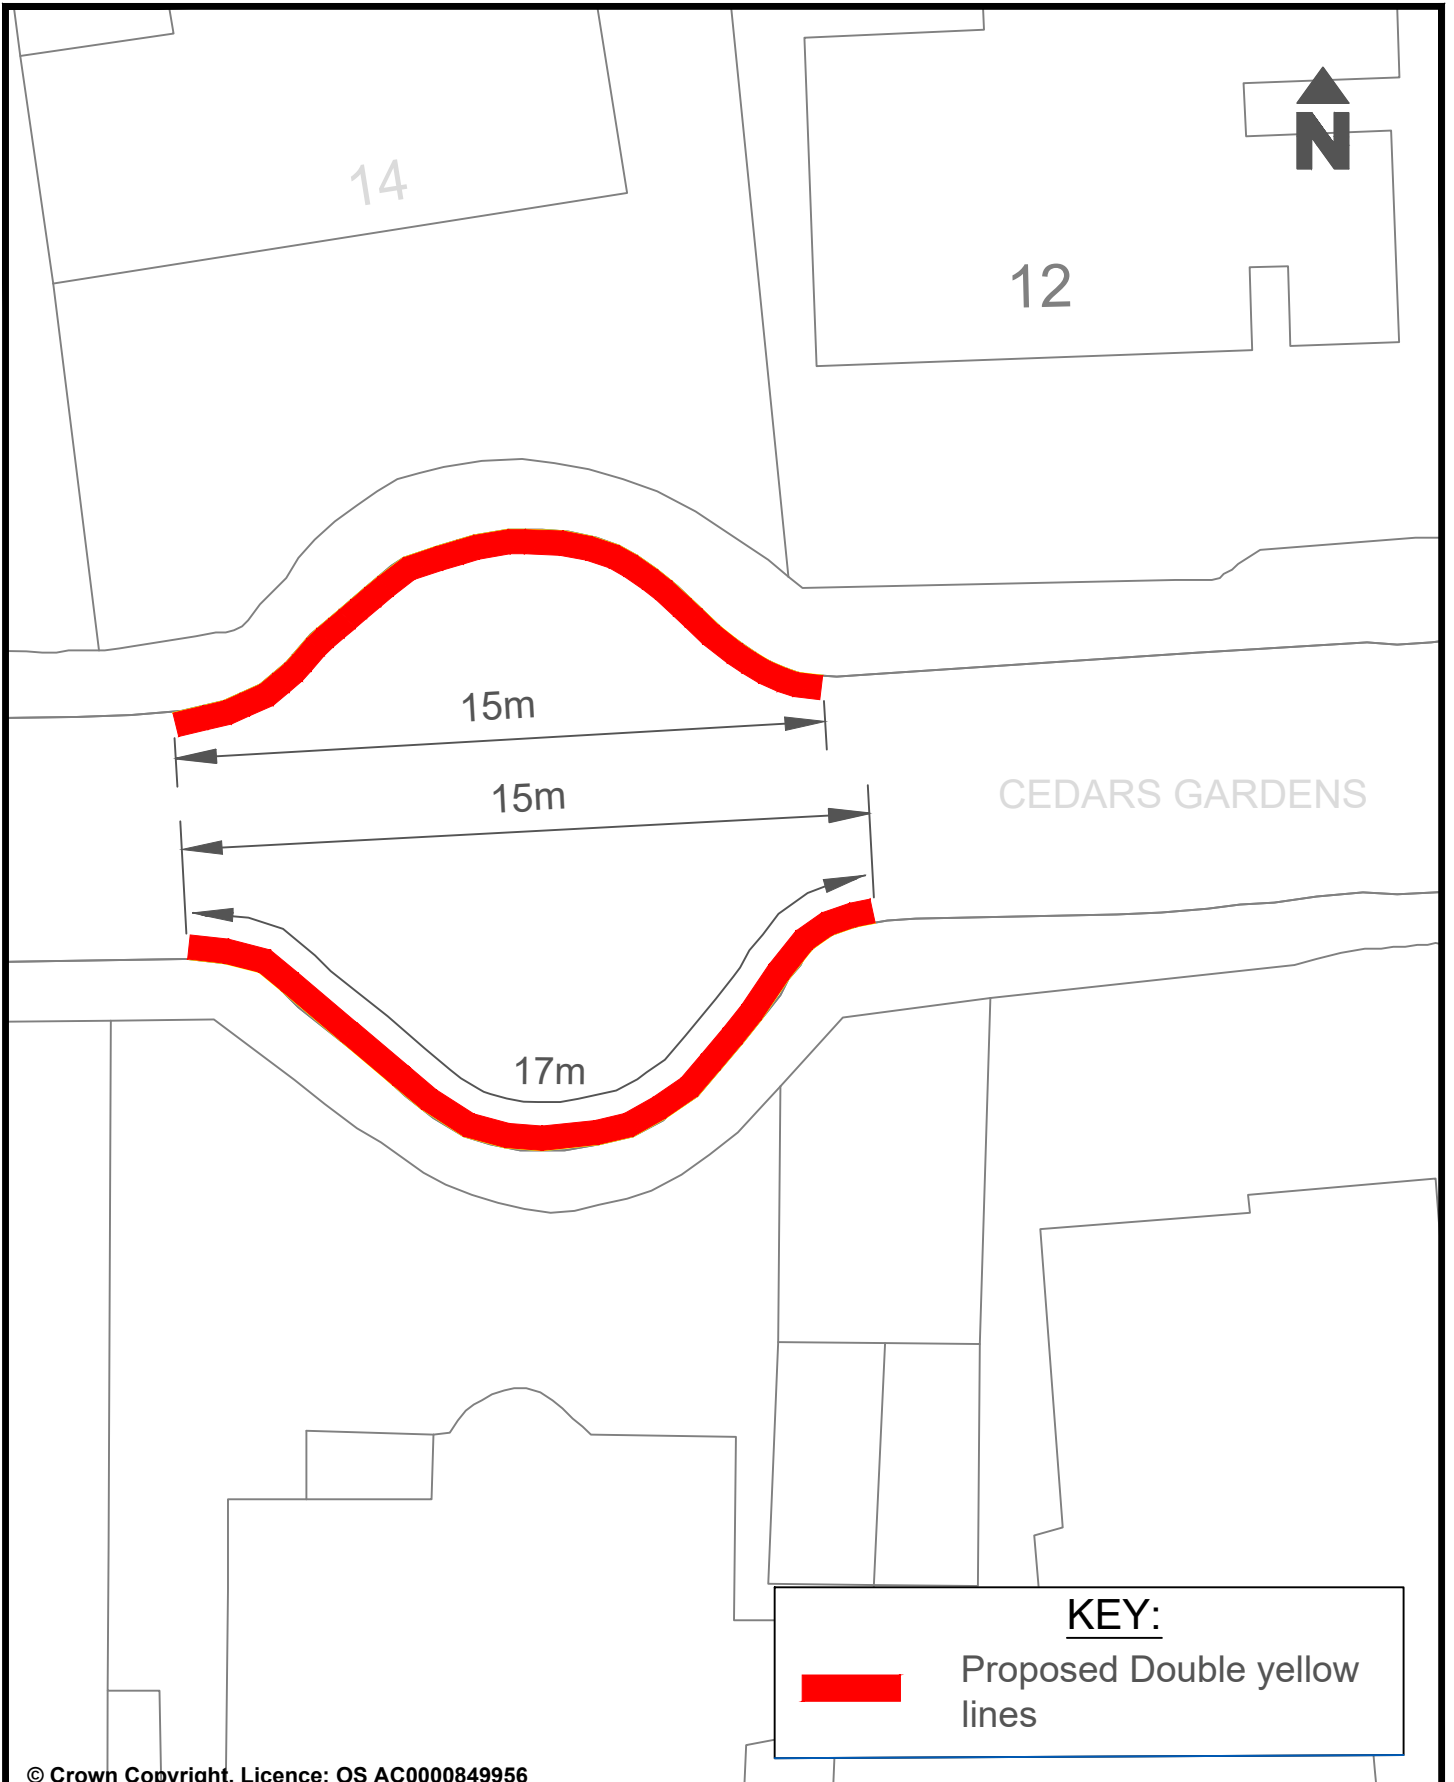 14
N
12
15m
15m
CEDARS GARDENS
17m
KEY:
Proposed Double yellow
lines
© Crown Copyright. Licence: OS AC0000849956